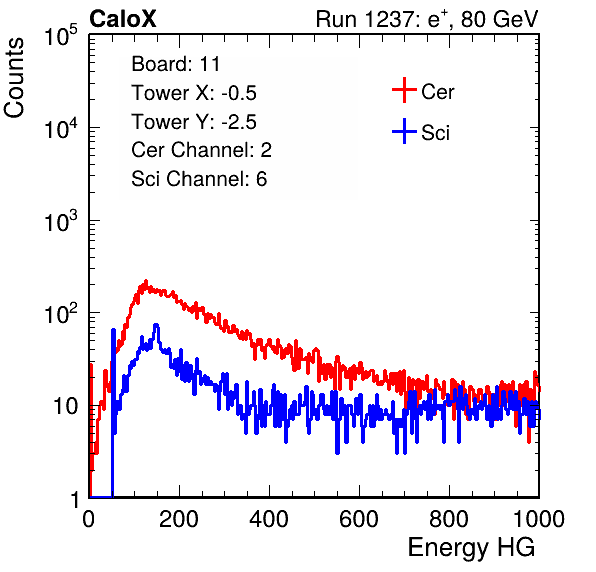 CaloX Run 1237: e⁺, 80 GeV
Counts
Board: 11
Tower X: -0.5
Tower Y: -2.5
Cer Channel: 2
Sci Channel: 6
Cer
Sci
10⁵
10⁴
10³
10²
10
1
0 200 400 600 800 1000
Energy HG